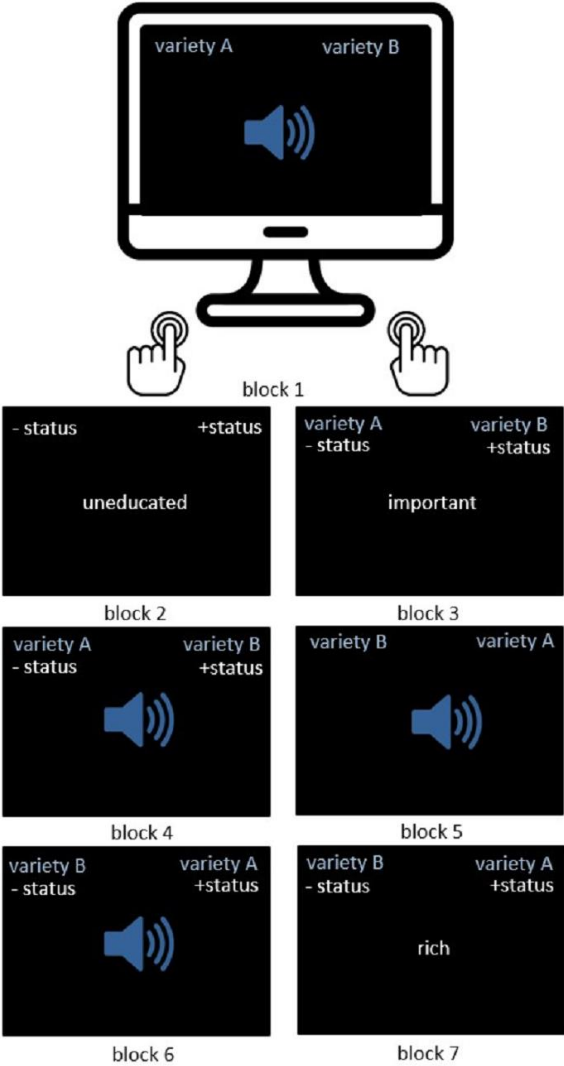 variety A variety B
block 1
- status +status
uneducated
block 2
variety A variety B
- status +status
important
block 3
variety A variety B
- status +status
block 4
variety B variety A
block 5
variety B variety A
- status +status
block 6
variety B variety A
- status +status
rich
block 7